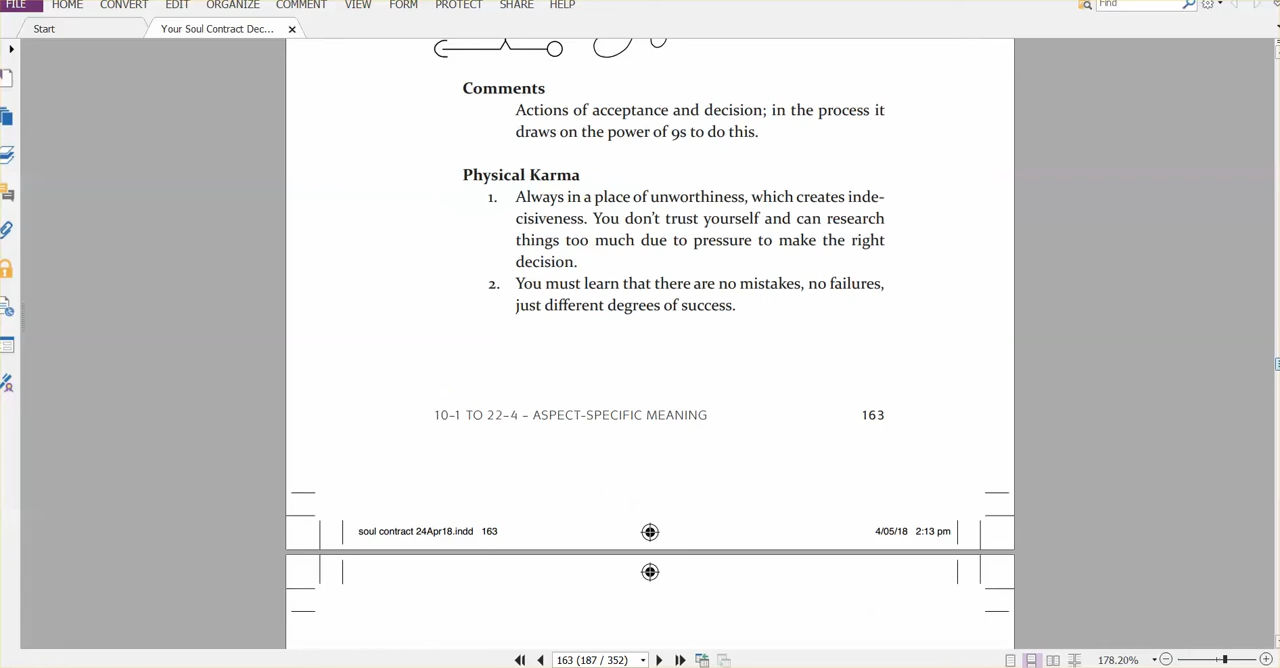 FILE HOME CONVERT EDIT ORGANIZE COMMENT VIEW FORM PROTECT SHARE HELP Find
Start Your Soul Contract Dec...
Comments
Actions of acceptance and decision; in the process it
draws on the power of 9s to do this.
Physical Karma
1. Always in a place of unworthiness, which creates inde-
cisiveness. You don't trust yourself and can research
things too much due to pressure to make the right
decision.
2. You must learn that there are no mistakes, no failures,
just different degrees of success.
10-1 TO 22-4 – ASPECT-SPECIFIC MEANING 163
soul contract 24Apr18.indd 163 4/05/18 2:13 pm
163 (187 / 352) 178.20%